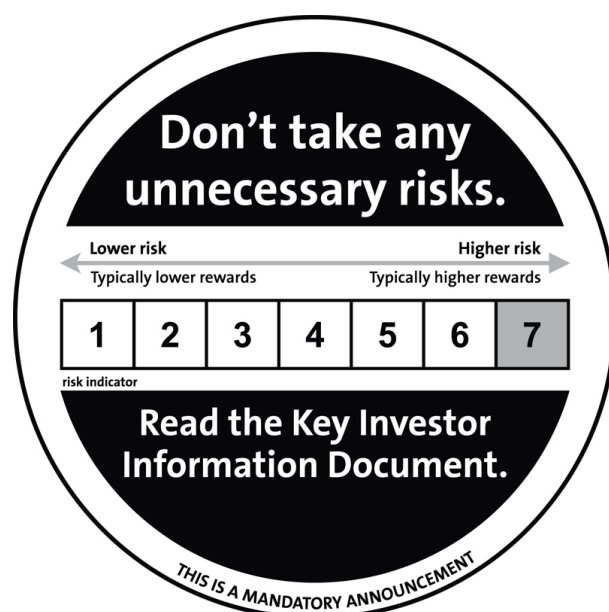 Don’t take any
unnecessary risks.
Lower risk Higher risk
Typically lower rewards Typically higher rewards
1 2 3 4 5 6 7
risk indicator
Read the Key Investor
Information Document.
THIS IS A MANDATORY ANNOUNCEMENT